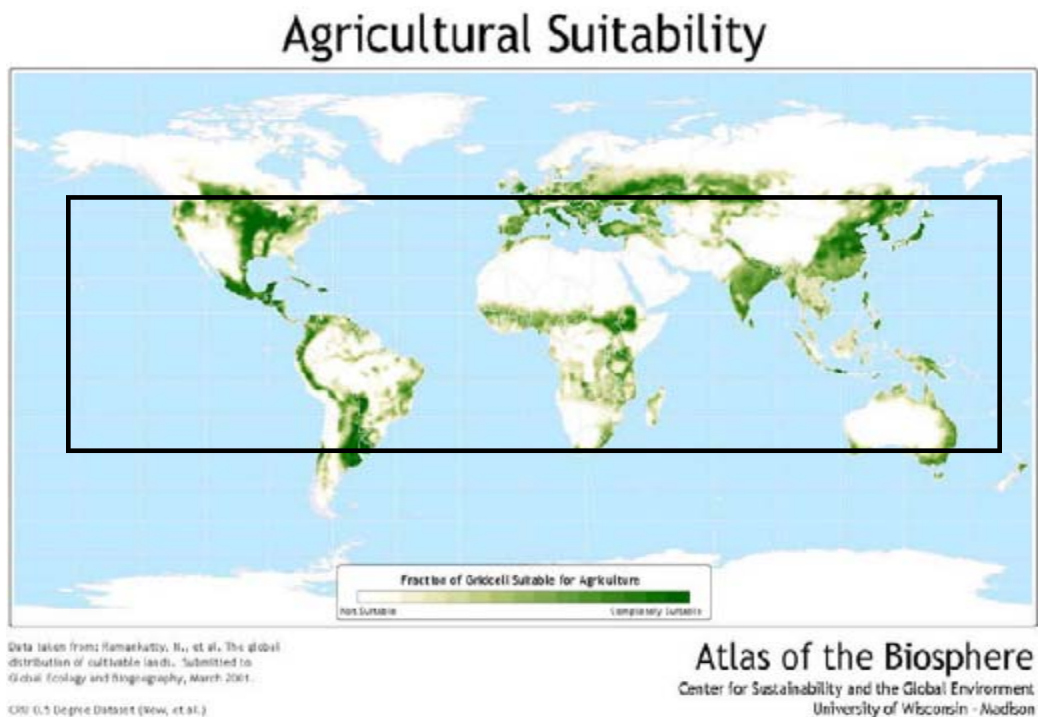 Agricultural Suitability
Fraction of Gridcell Suitable for Agriculture
Not Suitable
Completely Suitable
Data taken from: Ramankutty, N., et al. The global
distribution of cultivable lands. Submitted to
Global Ecology and Biogeography, March 2001.
CRU 0.5 Degree Dataset (New, et al.)
Atlas of the Biosphere
Center for Sustainability and the Global Environment
University of Wisconsin - Madison